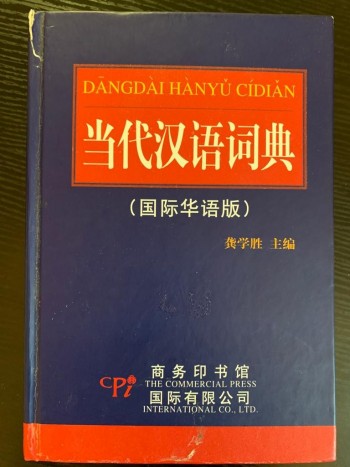 DĀNGDÀI HÀNYǓ CÍDIǍN
当代汉语词典
（国际华语版）
龚学胜 主编
CPi
商务印书馆
THE COMMERCIAL PRESS
国际有限公司
INTERNATIONAL CO., LTD.